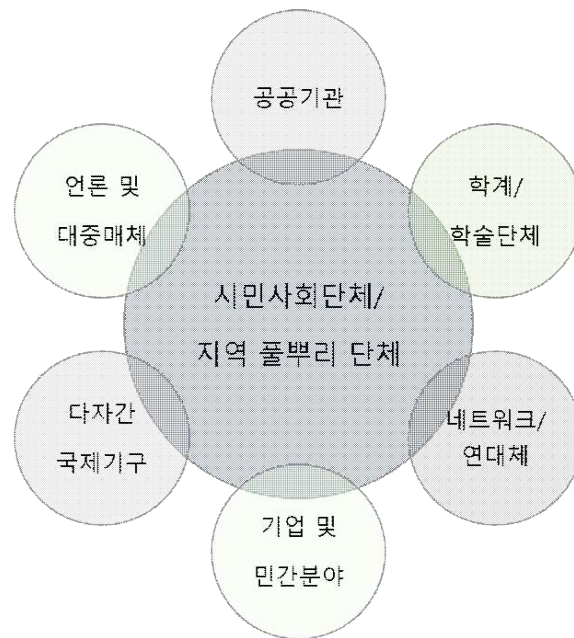 공공기관
언론 및
대중매체
학계/
학술단체
시민사회단체/
지역 풀뿌리 단체
다자간
국제기구
네트워크/
연대체
기업 및
민간분야